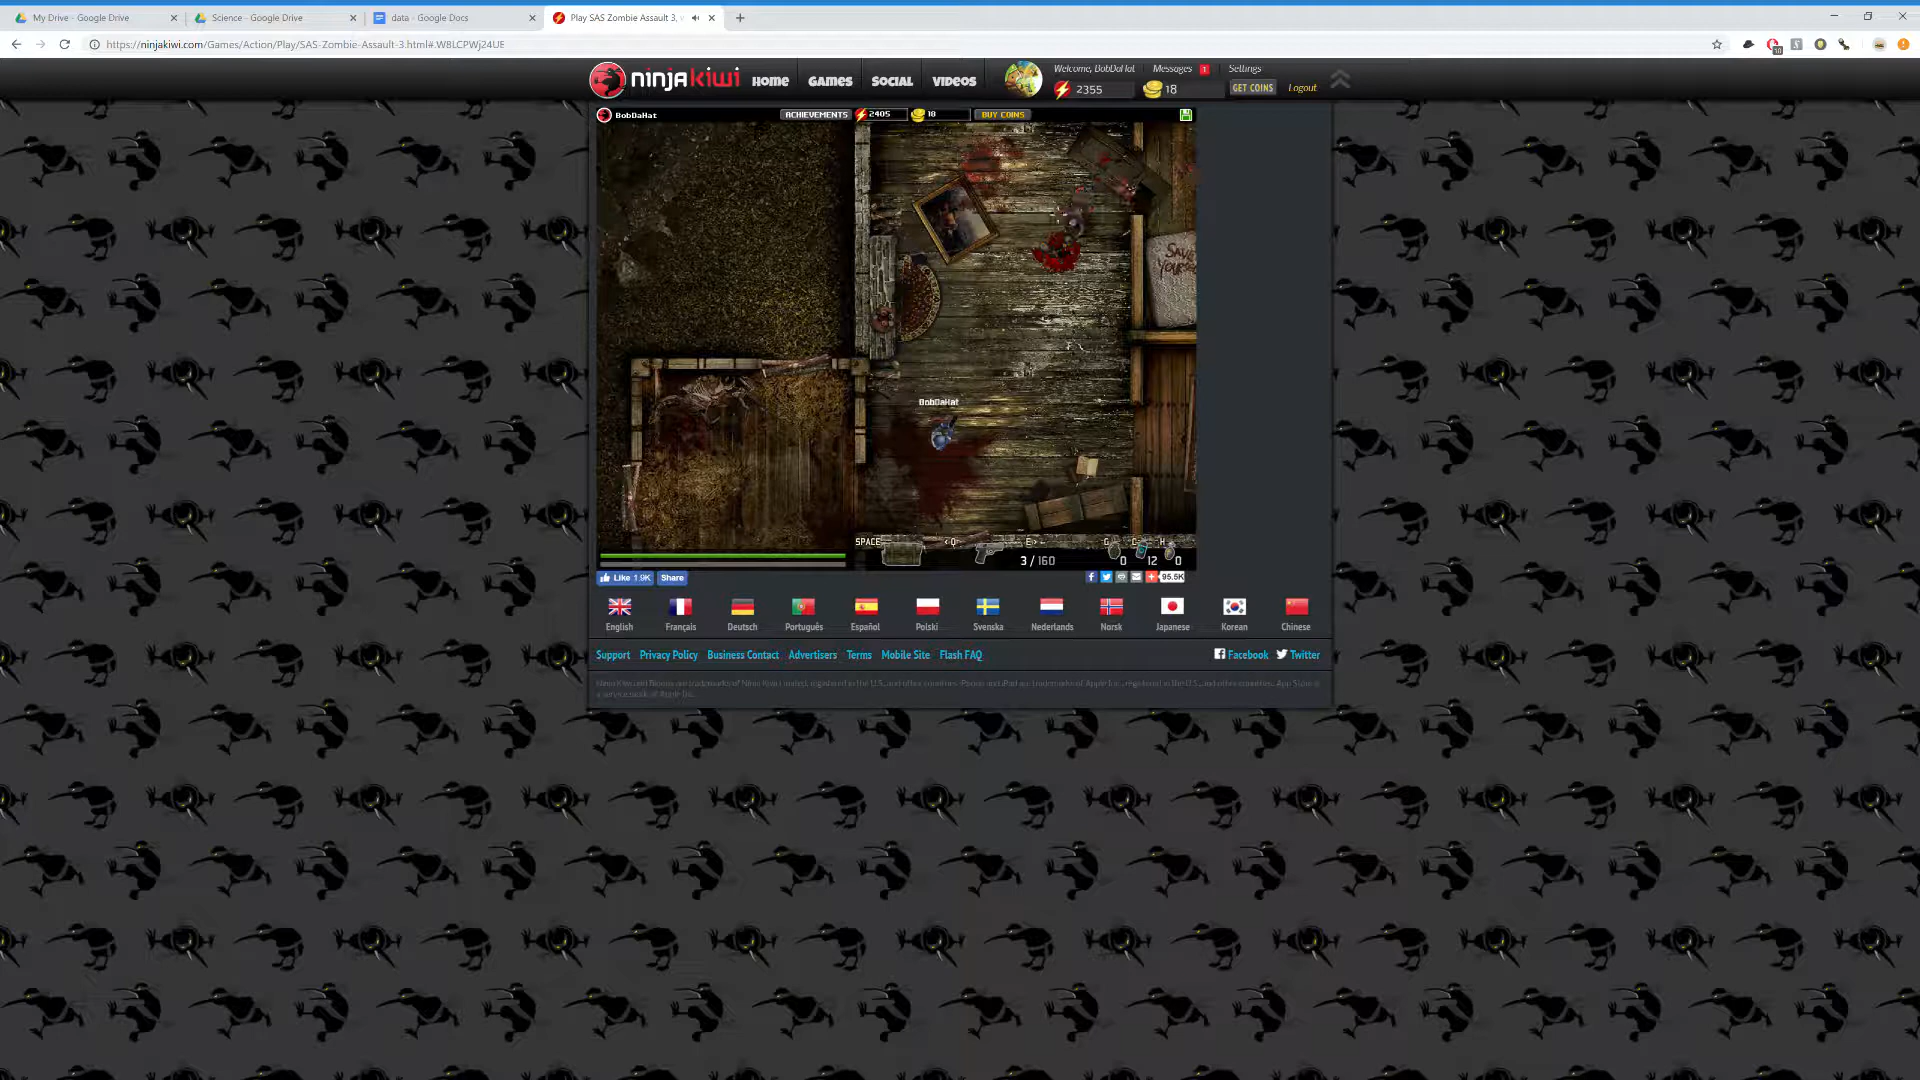 My Drive - Google Drive
Science - Google Drive
data - Google Docs
Play SAS Zombie Assault 3,
https://ninjakiwi.com/Games/Action/Play/SAS-Zombie-Assault-3.html#.W8LCPWj24UE
10
ninjakiwi
Home
Games
Social
Videos
Welcome, BobDaHat
Messages
1
Settings
2355
18
GET COINS
Logout
BobDaHat
ACHIEVEMENTS
2405
18
BUY COINS
SAVE
BobDaHat
SPACE
Q
E
G
C
H
3 / 160
0
12
0
Like 1.9K
Share
95.5K
English
Français
Deutsch
Português
Español
Polski
Svenska
Nederlands
Norsk
Japanese
Korean
Chinese
Support
Privacy Policy
Business Contact
Advertisers
Terms
Mobile Site
Flash FAQ
Facebook
Twitter